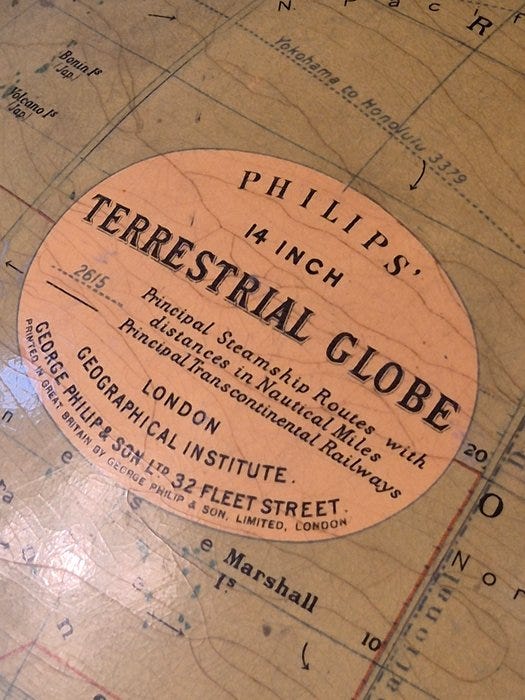 N. Pacific
R
Bonin Is
(Jap.)
Volcano Is
(Jap.)
Yokohama to Honolulu 3379
PHILIPS'
14 INCH
TERRESTRIAL GLOBE
2615
Principal Steamship Routes with
distances in Nautical Miles
Principal Transcontinental Railways
LONDON
GEOGRAPHICAL INSTITUTE.
GEORGE PHILIP & SON LTD 32 FLEET STREET.
PRINTED IN GREAT BRITAIN BY GEORGE PHILIP & SON, LIMITED, LONDON
20
O
Nor
Marshall
Is
10